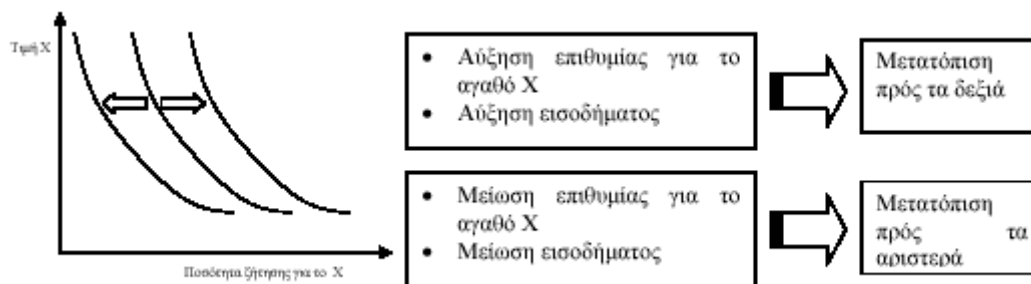 Τιμή Χ
Ποσότητα ζήτησης για το Χ
• Αύξηση επιθυμίας για το
αγαθό Χ
• Αύξηση εισοδήματος
Μετατόπιση
πρός τα δεξιά
• Μείωση επιθυμίας για το
αγαθό Χ
• Μείωση εισοδήματος
Μετατόπιση
πρός τα
αριστερά